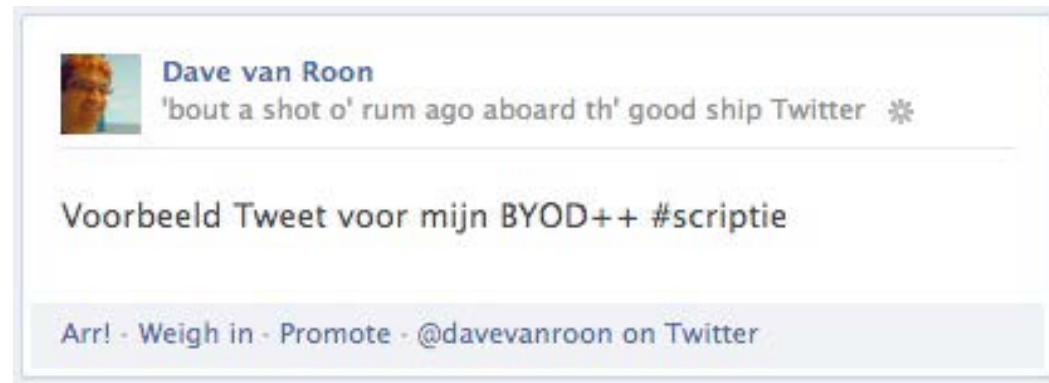 Dave van Roon
'bout a shot o' rum ago aboard th' good ship Twitter
Voorbeeld Tweet voor mijn BYOD++ #scriptie
Arr! · Weigh in · Promote · @davevanroon on Twitter